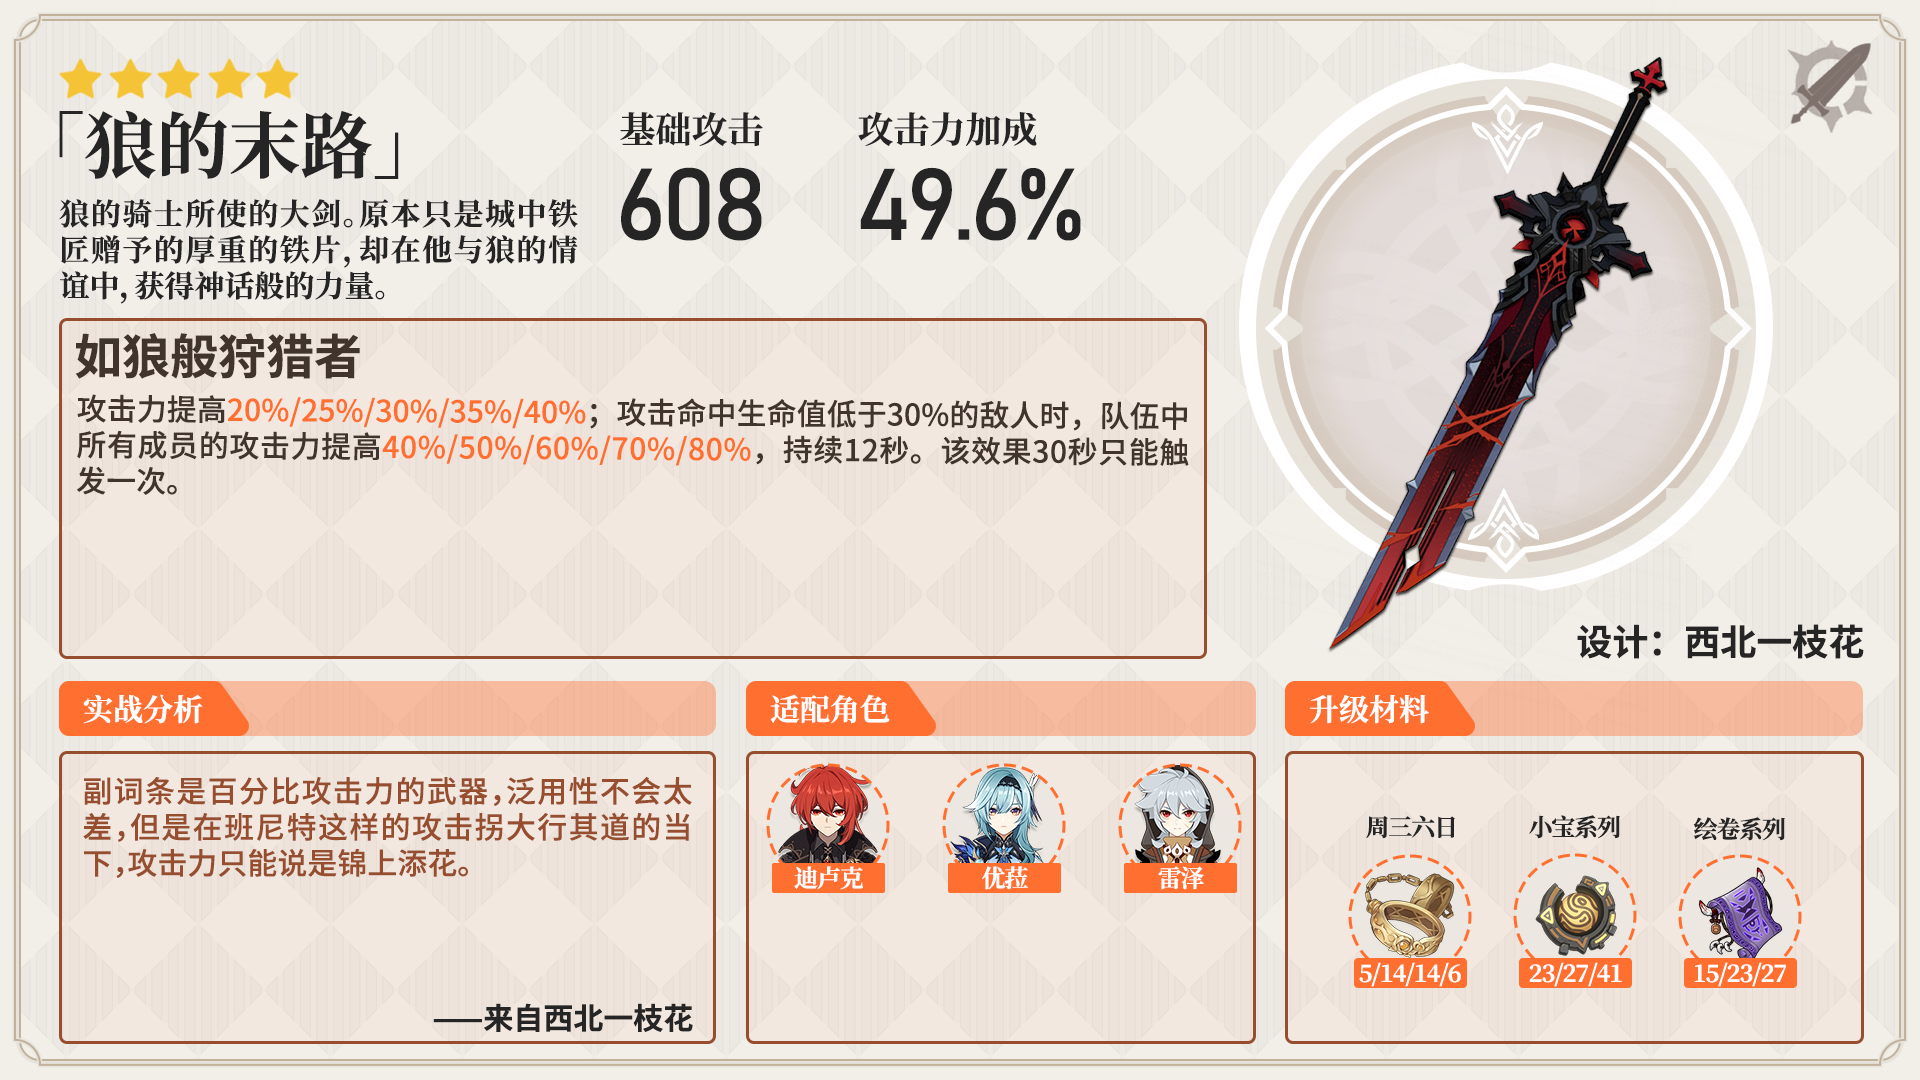 「狼的末路」
狼的骑士所使的大剑。原本只是城中铁
匠赠予的厚重的铁片，却在他与狼的情
谊中，获得神话般的力量。
基础攻击
608
攻击力加成
49.6%
如狼般狩猎者
攻击力提高20%/25%/30%/35%/40%；攻击命中生命值低于30%的敌人时，队伍中
所有成员的攻击力提高40%/50%/60%/70%/80%，持续12秒。该效果30秒只能触
发一次。
设计：西北一枝花
实战分析
副词条是百分比攻击力的武器，泛用性不会太
差，但是在班尼特这样的攻击拐大行其道的当
下，攻击力只能说是锦上添花。
——来自西北一枝花
适配角色
迪卢克
优菈
雷泽
升级材料
周三六日
小宝系列
绘卷系列
5/14/14/6
23/27/41
15/23/27